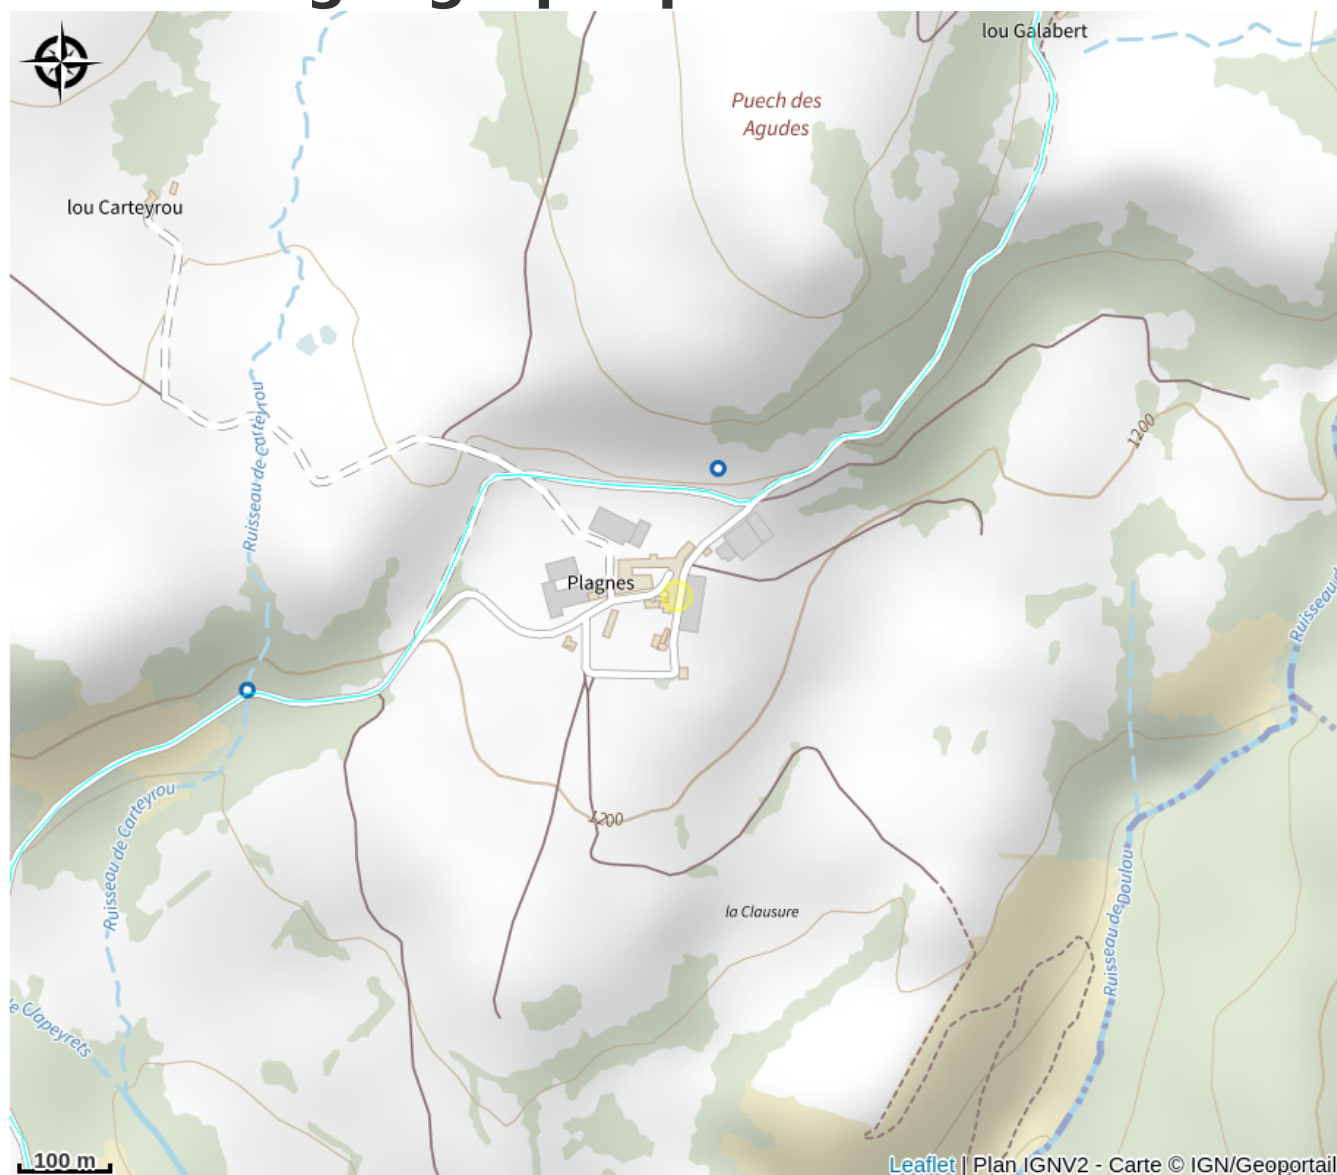 lou Galabert
Puech des
Agudes
lou Carteyrou
Ruisseau de Carteyrou
1200
Plagnes
Ruisseau d
1200
Ruisseau de Carteyrou
Ruisseau de Doulou
la Clausure
le Clapeyrets
100 m
Leaflet | Plan IGNV2 - Carte © IGN/Geoportail